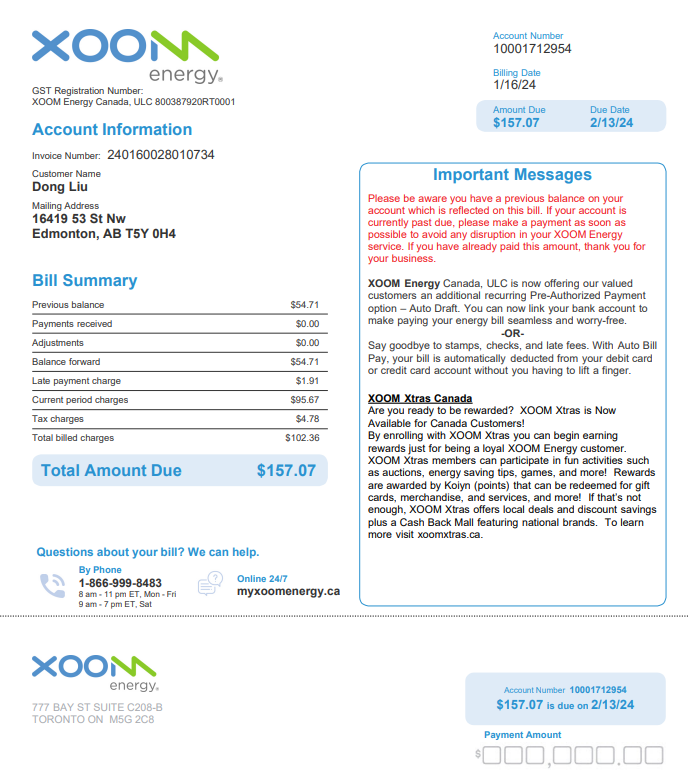 XOOM
energy®
GST Registration Number:
XOOM Energy Canada, ULC 800387920RT0001
Account Number
10001712954
Billing Date
1/16/24
Amount Due Due Date
$157.07 2/13/24
Account Information
Invoice Number: 240160028010734
Customer Name
Dong Liu
Mailing Address
16419 53 St Nw
Edmonton, AB T5Y 0H4
Bill Summary
Previous balance $54.71
Payments received $0.00
Adjustments $0.00
Balance forward $54.71
Late payment charge $1.91
Current period charges $95.67
Tax charges $4.78
Total billed charges $102.36
Total Amount Due $157.07
Important Messages
Please be aware you have a previous balance on your
account which is reflected on this bill. If your account is
currently past due, please make a payment as soon as
possible to avoid any disruption in your XOOM Energy
service. If you have already paid this amount, thank you for
your business.
XOOM Energy Canada, ULC is now offering our valued
customers an additional recurring Pre-Authorized Payment
option – Auto Draft. You can now link your bank account to
make paying your energy bill seamless and worry-free.
-OR-
Say goodbye to stamps, checks, and late fees. With Auto Bill
Pay, your bill is automatically deducted from your debit card
or credit card account without you having to lift a finger.
XOOM Xtras Canada
Are you ready to be rewarded? XOOM Xtras is Now
Available for Canada Customers!
By enrolling with XOOM Xtras you can begin earning
rewards just for being a loyal XOOM Energy customer.
XOOM Xtras members can participate in fun activities such
as auctions, energy saving tips, games, and more! Rewards
are awarded by Koiyn (points) that can be redeemed for gift
cards, merchandise, and services, and more! If that's not
enough, XOOM Xtras offers local deals and discount savings
plus a Cash Back Mall featuring national brands. To learn
more visit xoomxtras.ca.
Questions about your bill? We can help.
By Phone
1-866-999-8483
8 am - 11 pm ET, Mon - Fri
9 am - 7 pm ET, Sat
Online 24/7
myxoomenergy.ca
XOOM
energy®
777 BAY ST SUITE C208-B
TORONTO ON M5G 2C8
Account Number 10001712954
$157.07 is due on 2/13/24
Payment Amount
$ , .